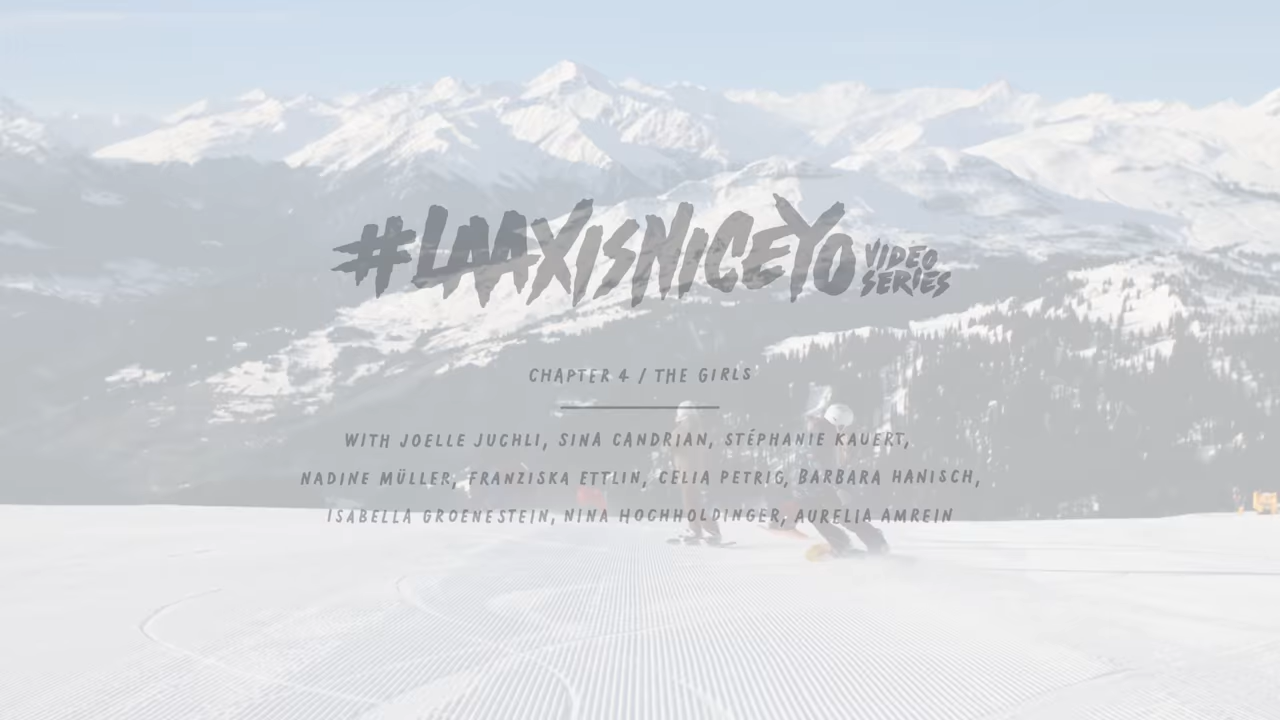 #LAAXISNICEYO VIDEO SERIES
CHAPTER 4 / THE GIRLS
WITH JOELLE JUCHLI, SINA CANDRIAN, STÉPHANIE KAUERT,
NADINE MÜLLER, FRANZISKA ETTLIN, CELIA PETRIG, BARBARA HANISCH,
ISABELLA GROENESTEIN, NINA HOCHHOLDINGER, AURELIA AMREIN